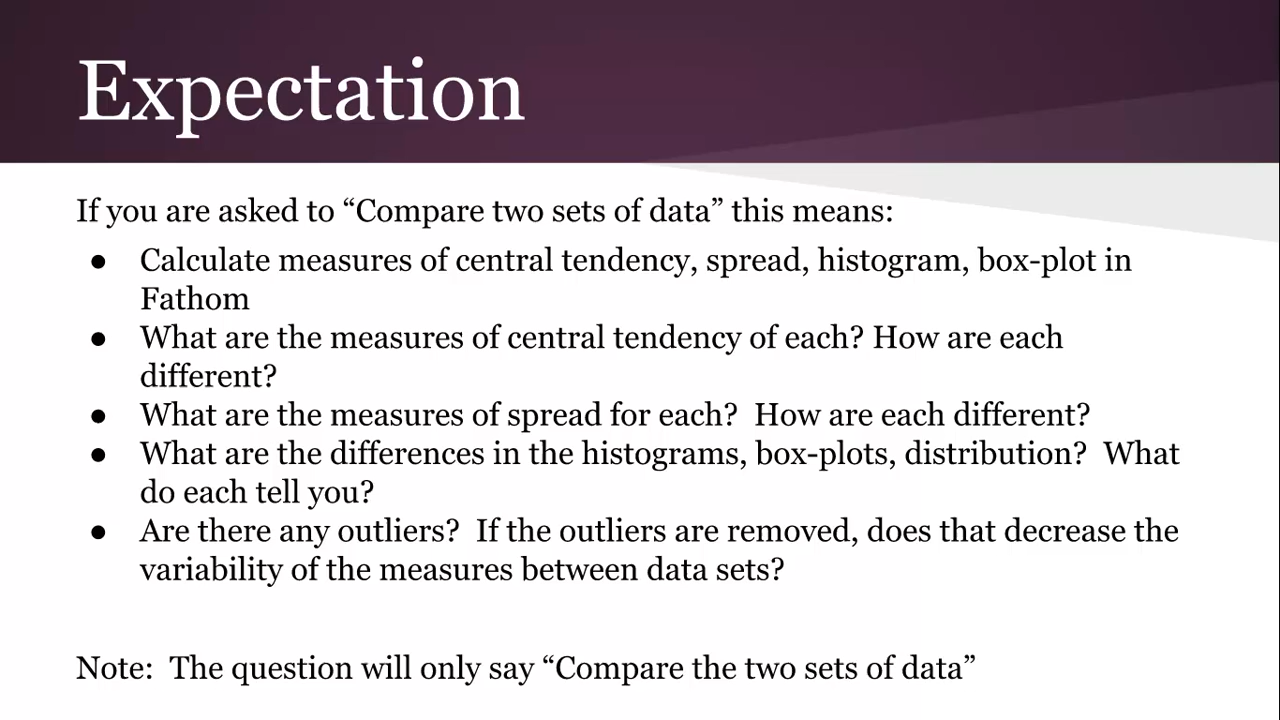 Expectation
If you are asked to “Compare two sets of data” this means:
● Calculate measures of central tendency, spread, histogram, box-plot in
Fathom
● What are the measures of central tendency of each? How are each
different?
● What are the measures of spread for each?  How are each different?
● What are the differences in the histograms, box-plots, distribution?  What
do each tell you?
● Are there any outliers?  If the outliers are removed, does that decrease the
variability of the measures between data sets?
Note:  The question will only say “Compare the two sets of data”